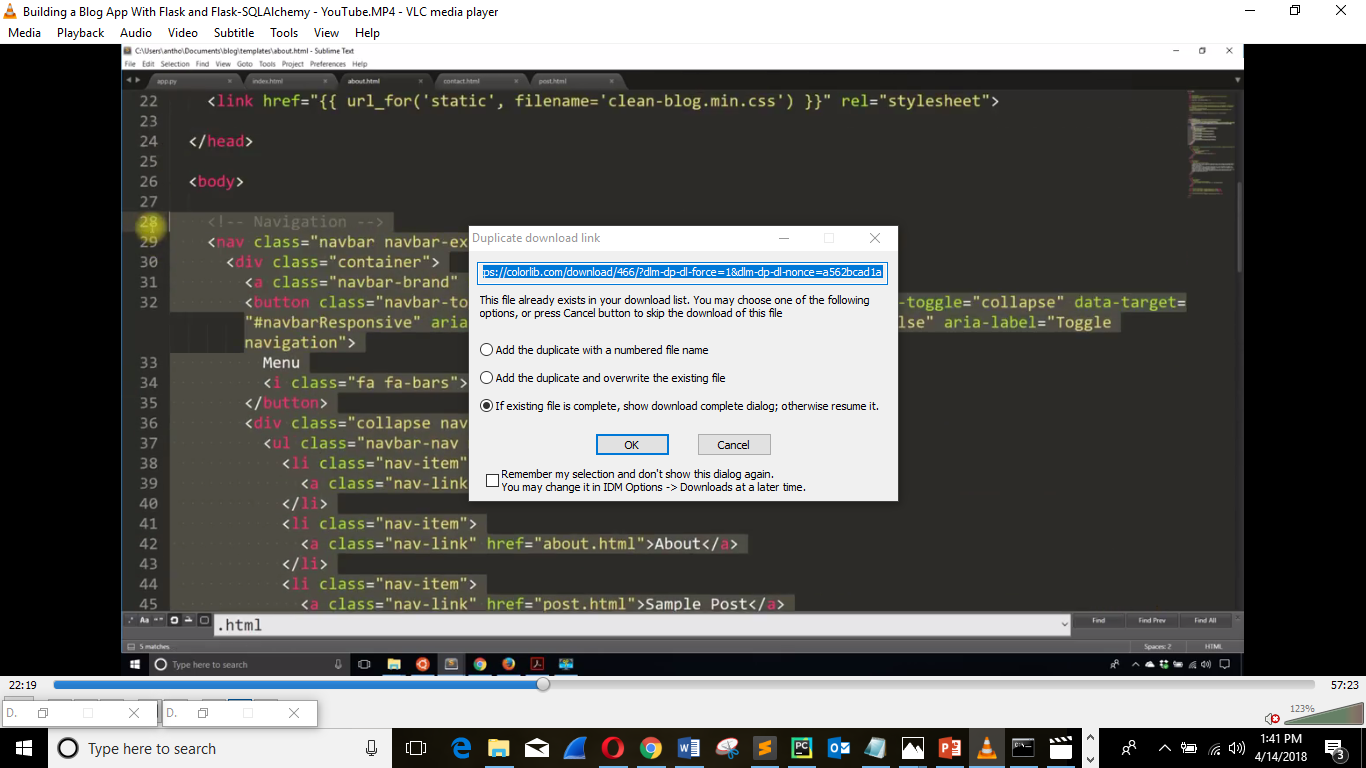 Building a Blog App With Flask and Flask-SQLAlchemy - YouTube.MP4 - VLC media player
Media Playback Audio Video Subtitle Tools View Help
C:\Users\antho\Documents\blog\templates\about.html - Sublime Text
File Edit Selection Find View Goto Tools Project Preferences Help
app.py index.html about.html contact.html post.html
22 <link href="{{ url_for('static', filename='clean-blog.min.css') }}" rel="stylesheet">
23
24 </head>
25
26 <body>
27
28 <!-- Navigation -->
29 <nav class="navbar navbar-ex
30 <div class="container">
31 <a class="navbar-brand"
32 <button class="navbar-to -toggle="collapse" data-target=
"#navbarResponsive" aria lse" aria-label="Toggle
navigation">
33 Menu
34 <i class="fa fa-bars">
35 </button>
36 <div class="collapse nav
37 <ul class="navbar-nav
38 <li class="nav-item"
39 <a class="nav-link
40 </li>
41 <li class="nav-item">
42 <a class="nav-link" href="about.html">About</a>
43 </li>
44 <li class="nav-item">
45 <a class="nav-link" href="post.html">Sample Post</a>
Duplicate download link
ps://colorlib.com/download/466/?dlm-dp-dl-force=1&dlm-dp-dl-nonce=a562bcad1a
This file already exists in your download list. You may choose one of the following
options, or press Cancel button to skip the download of this file
Add the duplicate with a numbered file name
Add the duplicate and overwrite the existing file
If existing file is complete, show download complete dialog; otherwise resume it.
OK Cancel
Remember my selection and don't show this dialog again.
You may change it in IDM Options -> Downloads at a later time.
.* Aa "" .html Find Find Prev Find All
5 matches Spaces: 2 HTML
Type here to search
22:19 57:23
D. D.
123%
Type here to search
1:41 PM
4/14/2018
3